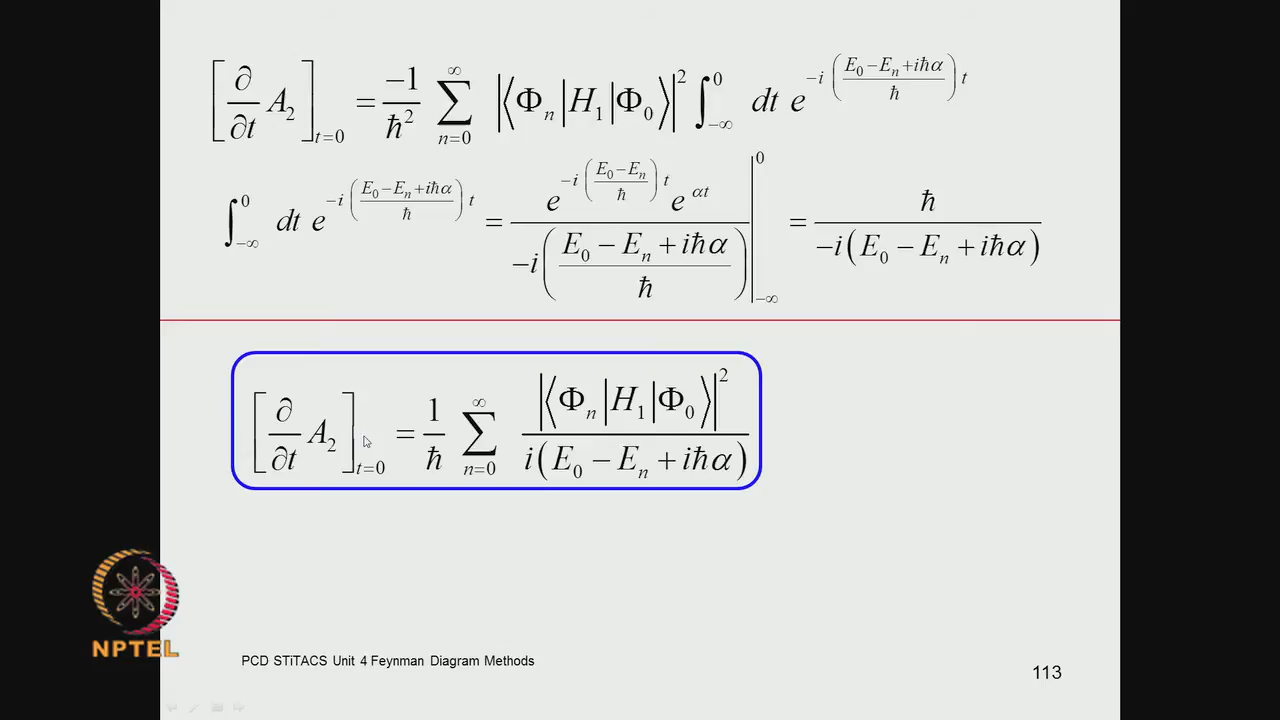 [∂/∂t A₂]ₜ₌₀ = −1/ħ² ∑ₙ₌₀^∞ |⟨Φₙ|H₁|Φ₀⟩|² ∫₋∞^0 dt e^{−i((E₀−Eₙ+iħα)/ħ)t}
∫₋∞^0 dt e^{−i((E₀−Eₙ+iħα)/ħ)t} = e^{−i((E₀−Eₙ)/ħ)t} e^{αt} / −i((E₀ − Eₙ + iħα)/ħ) |₋∞^0 = ħ / −i(E₀ − Eₙ + iħα)
[∂/∂t A₂]ₜ₌₀ = 1/ħ ∑ₙ₌₀^∞ |⟨Φₙ|H₁|Φ₀⟩|² / i(E₀ − Eₙ + iħα)
NPTEL
PCD STiTACS Unit 4 Feynman Diagram Methods
113